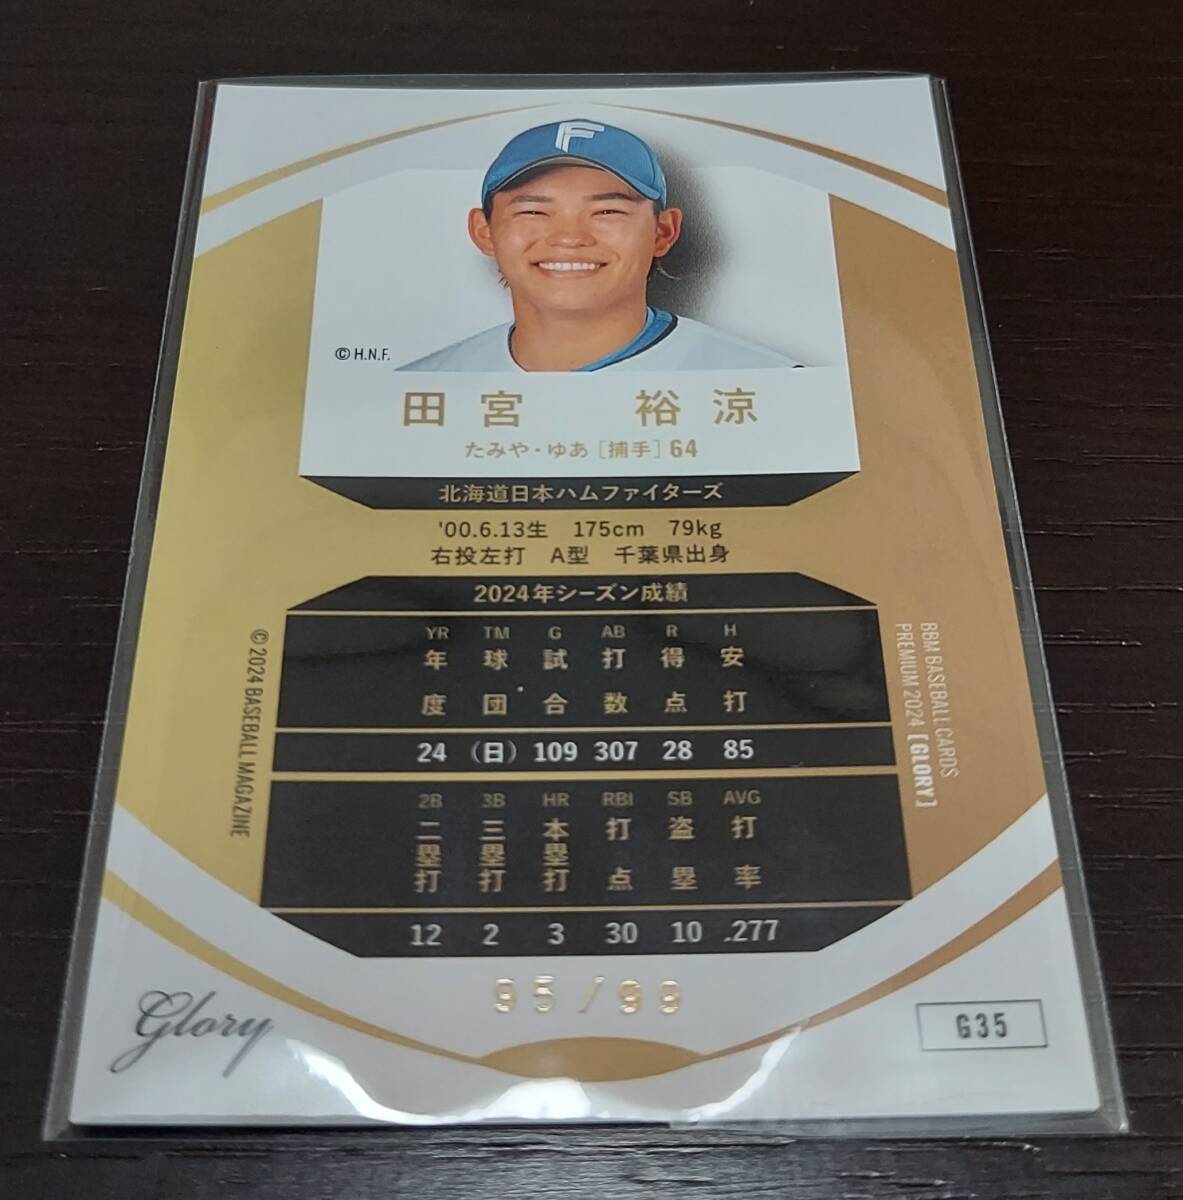 F
© H.N.F.
田宮 裕涼
たみや・ゆあ [捕手] 64
北海道日本ハムファイターズ
'00.6.13生 175cm 79kg
右投左打 A型 千葉県出身
2024年シーズン成績
YR TM G AB R H
年度 球団 試合 打数 得点 安打
24 (日) 109 307 28 85
2B 3B HR RBI SB AVG
二塁打 三塁打 本塁打 打点 盗塁 打率
12 2 3 30 10 .277
95/99
Glory
G35
© 2024 BASEBALL MAGAZINE
BBM BASEBALL CARDS
PREMIUM 2024 [GLORY]